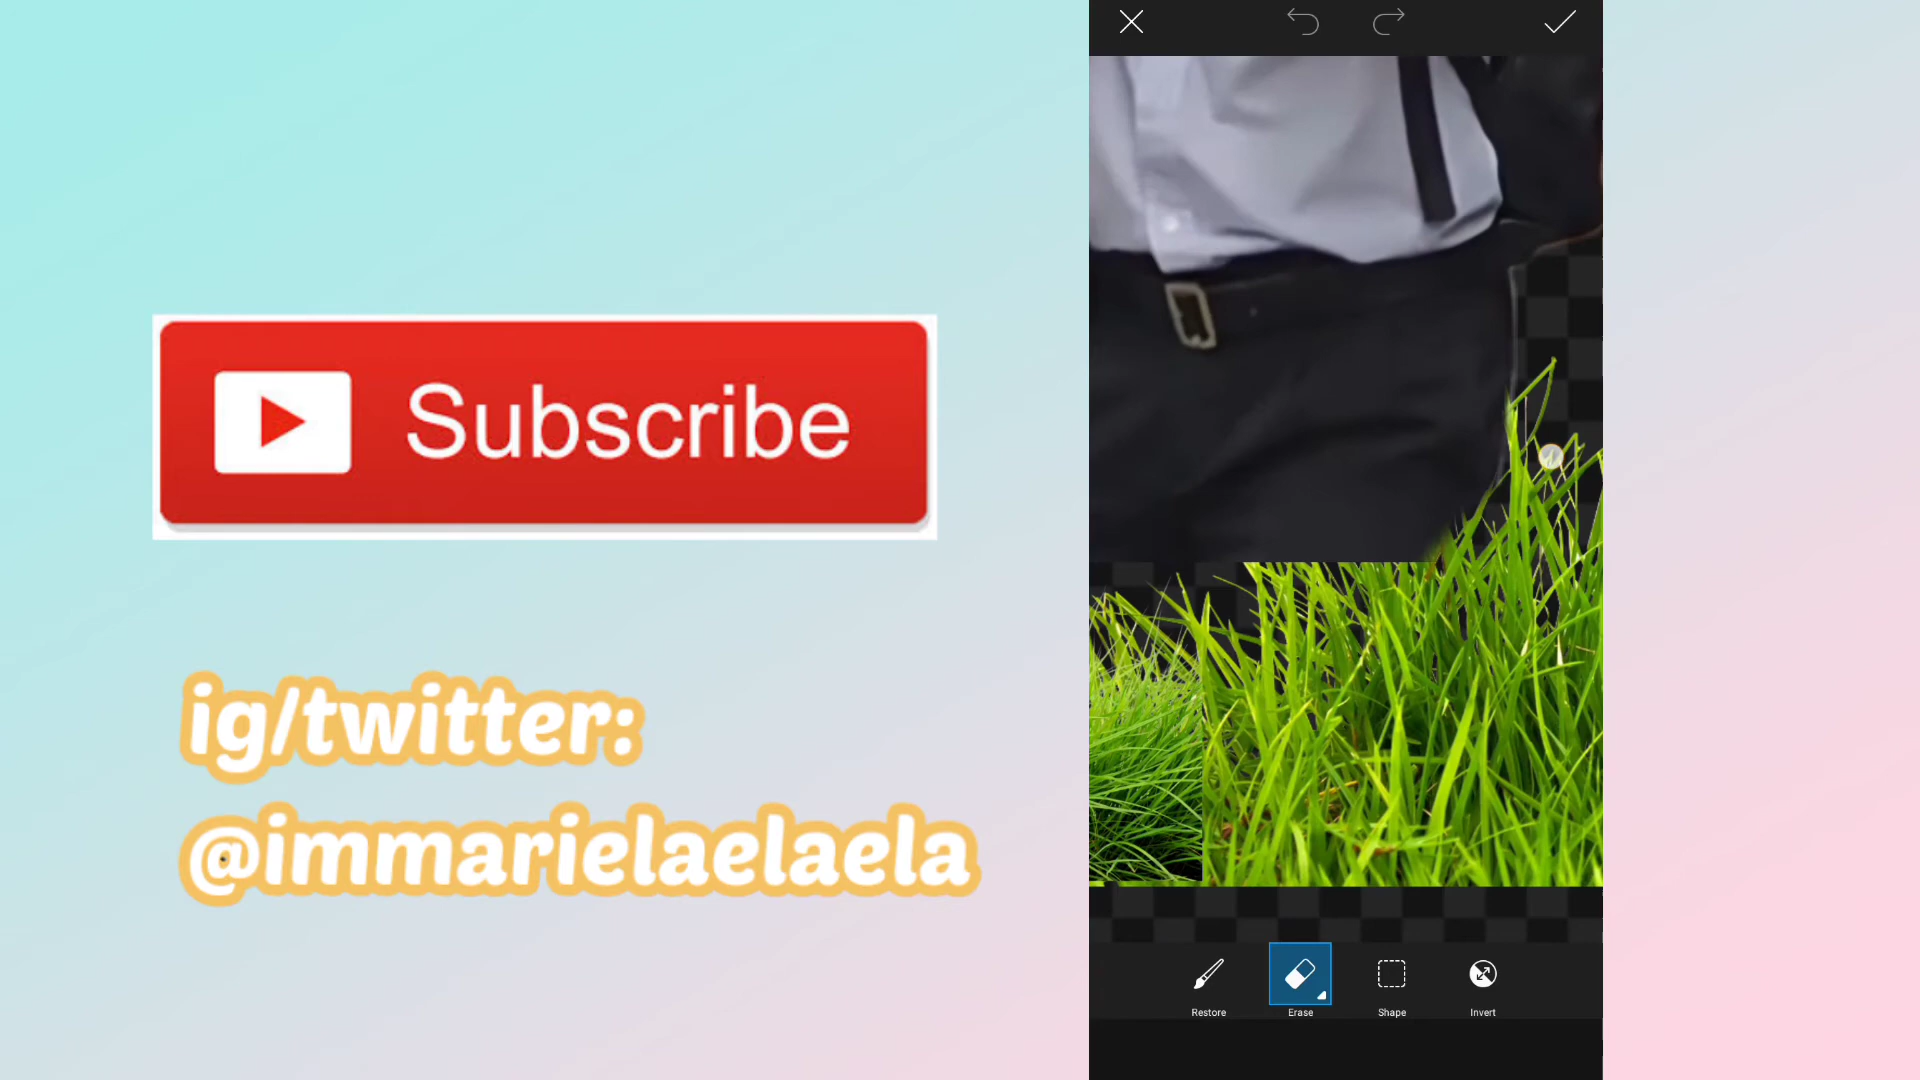 Subscribe
ig/twitter:
@immarielaelaela
Restore
Erase
Shape
Invert